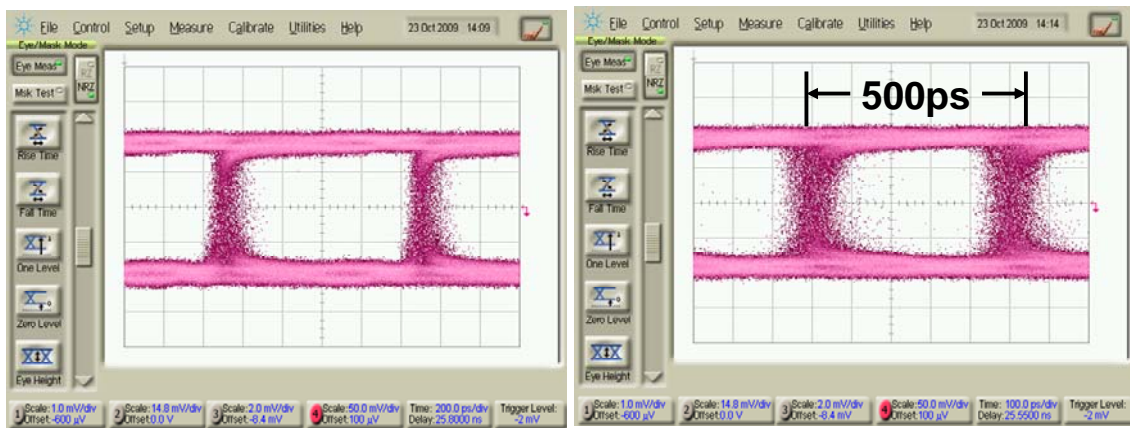 File Control Setup Measure Calibrate Utilities Help 23 Oct 2009 14:09
Eye/Mask Mode
Eye Meas
RZ
NRZ
Msk Test
Rise Time
Fall Time
One Level
Zero Level
Eye Height
1 Scale:1.0 mV/div 2 Scale:14.8 mV/div 3 Scale:2.0 mV/div 4 Scale:50.0 mV/div Time: 200.0 ps/div Trigger Level:
Offset:-600 µV Offset:0.0 V Offset:-8.4 mV Offset:100 µV Delay:25.8000 ns -2 mV
File Control Setup Measure Calibrate Utilities Help 23 Oct 2009 14:14
Eye/Mask Mode
Eye Meas
RZ
NRZ
Msk Test
500ps
Rise Time
Fall Time
One Level
Zero Level
Eye Height
1 Scale:1.0 mV/div 2 Scale:14.8 mV/div 3 Scale:2.0 mV/div 4 Scale:50.0 mV/div Time: 100.0 ps/div Trigger Level:
Offset:-600 µV Offset:0.0 V Offset:-8.4 mV Offset:100 µV Delay:25.5500 ns -2 mV